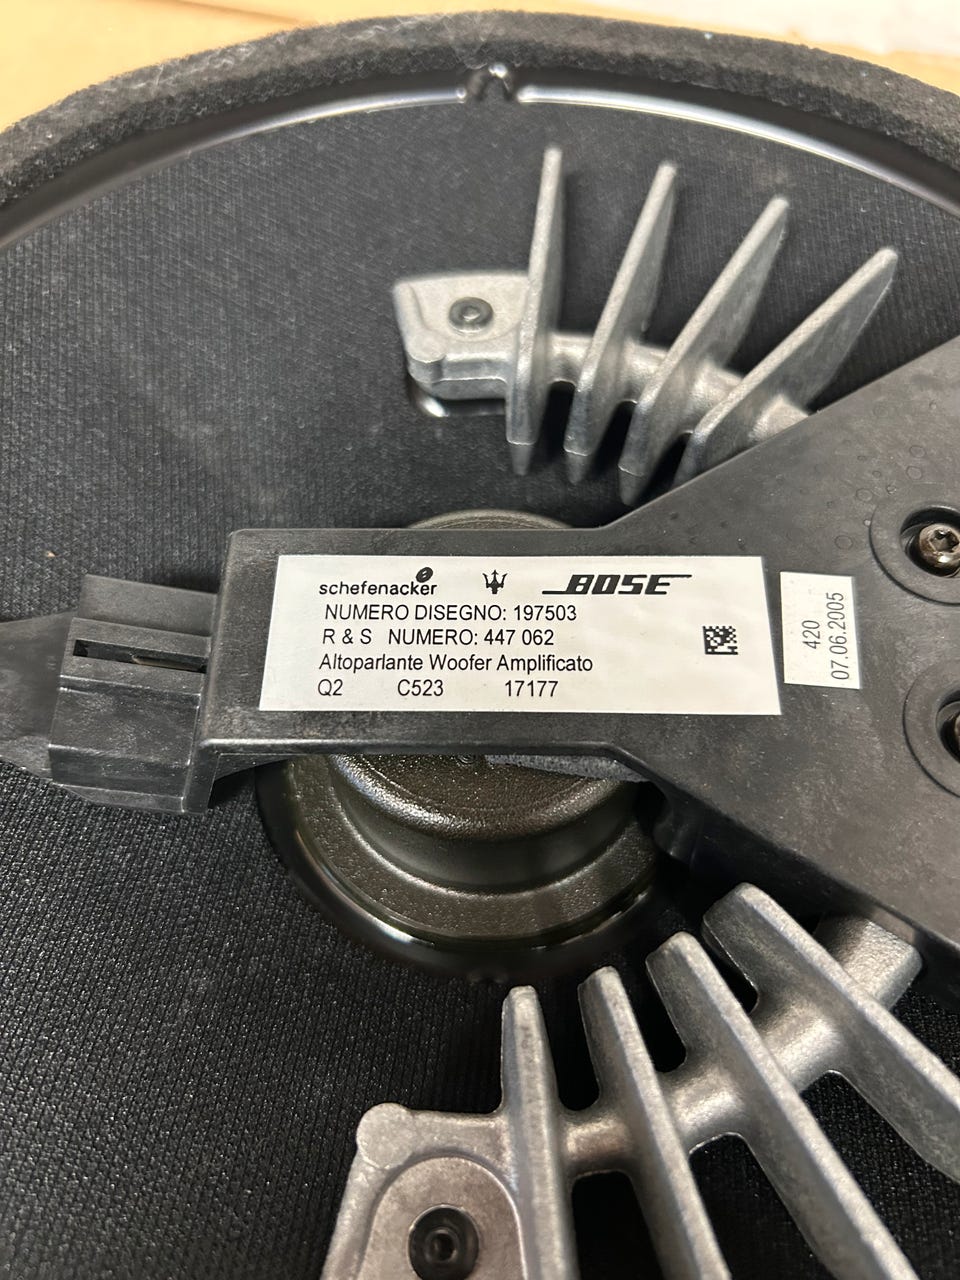 schefenacker BOSE
NUMERO DISEGNO: 197503
R & S NUMERO: 447 062
Altoparlante Woofer Amplificato
Q2 C523 17177
420
07.06.2005